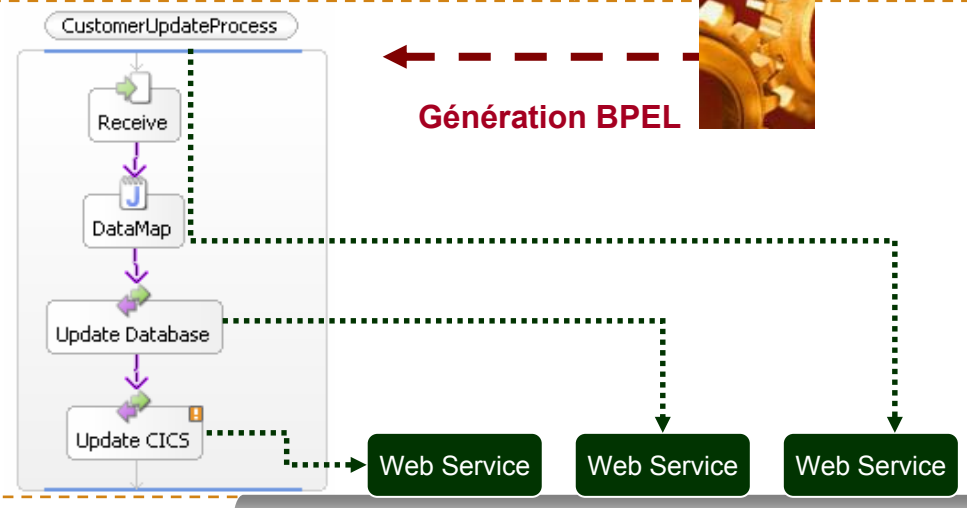 CustomerUpdateProcess
Génération BPEL
Receive
DataMap
Update Database
Update CICS
Web Service
Web Service
Web Service